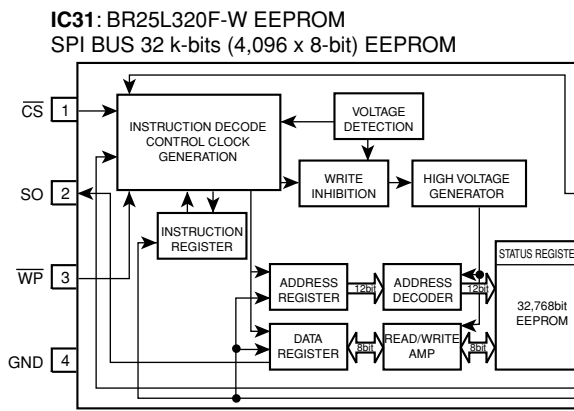 IC31: BR25L320F-W EEPROM
SPI BUS 32 k-bits (4,096 x 8-bit) EEPROM
CS 1
SO 2
WP 3
GND 4
INSTRUCTION DECODE
CONTROL CLOCK
GENERATION
VOLTAGE
DETECTION
WRITE
INHIBITION
HIGH VOLTAGE
GENERATOR
INSTRUCTION
REGISTER
STATUS REGISTE
ADDRESS
REGISTER
12bit
ADDRESS
DECODER
12bit
32,768bit
EEPROM
DATA
REGISTER
8bit
READ/WRITE
AMP
8bit